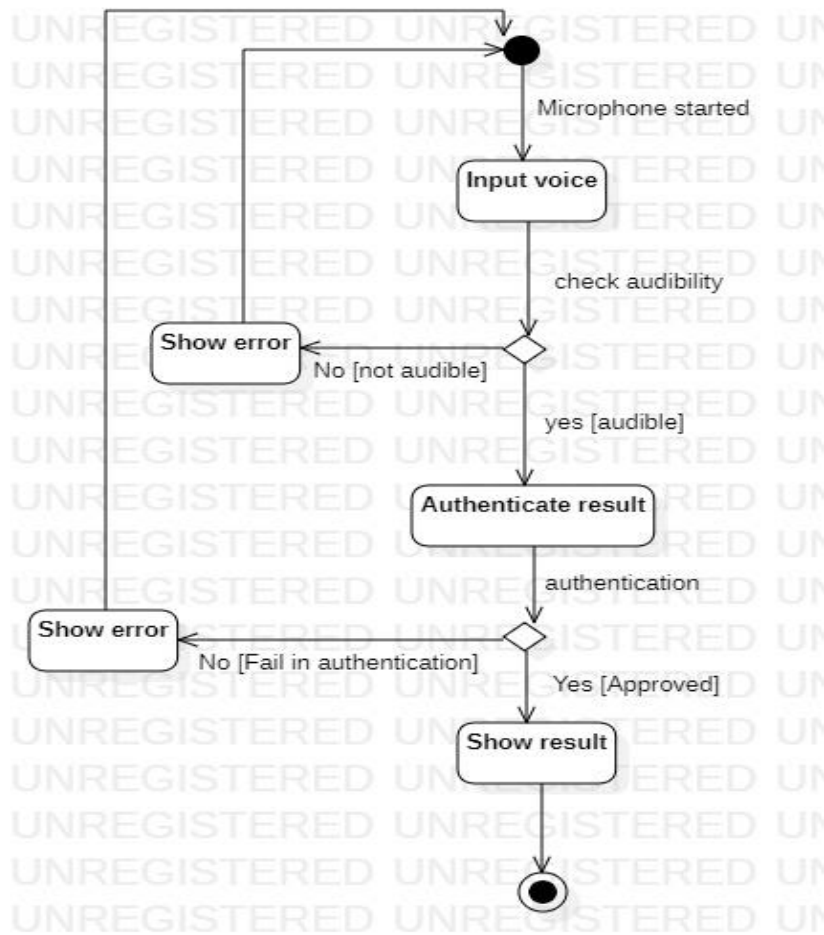 Microphone started
Input voice
check audibility
Show error
No [not audible]
yes [audible]
Authenticate result
authentication
Show error
No [Fail in authentication]
Yes [Approved]
Show result
UNREGISTERED